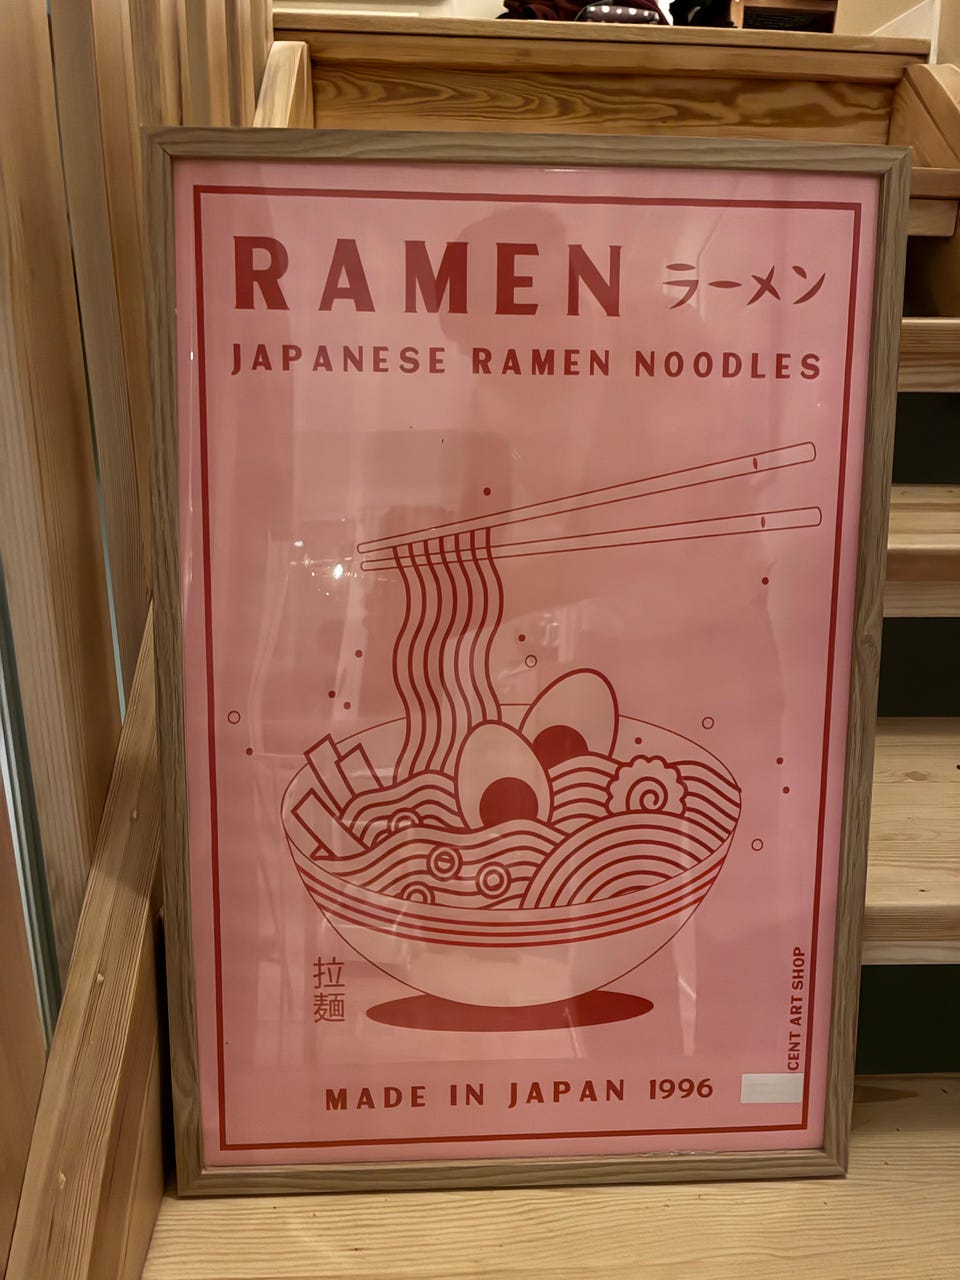 RAMEN ラーメン
JAPANESE RAMEN NOODLES
拉麺
CENT ART SHOP
MADE IN JAPAN 1996